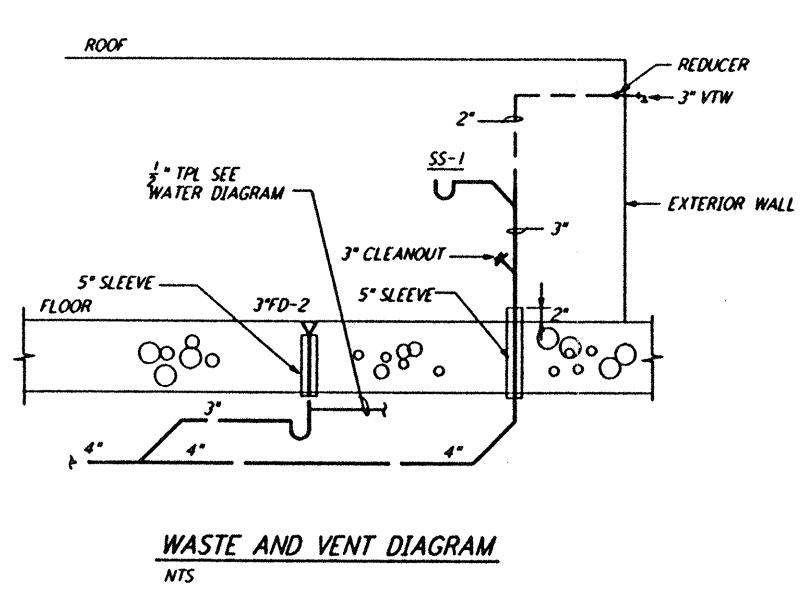 ROOF
REDUCER
3" VTW
2"
SS-1
1/2" TPL SEE
WATER DIAGRAM
EXTERIOR WALL
3"
3" CLEANOUT
5" SLEEVE
5" SLEEVE
FLOOR
3"FD-2
2"
3"
4"
4"
4"
WASTE AND VENT DIAGRAM
NTS